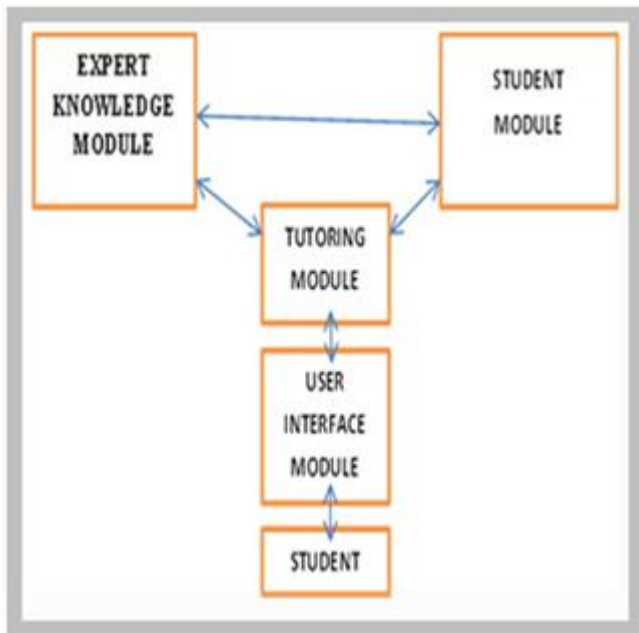 EXPERT
KNOWLEDGE
MODULE
STUDENT
MODULE
TUTORING
MODULE
USER
INTERFACE
MODULE
STUDENT